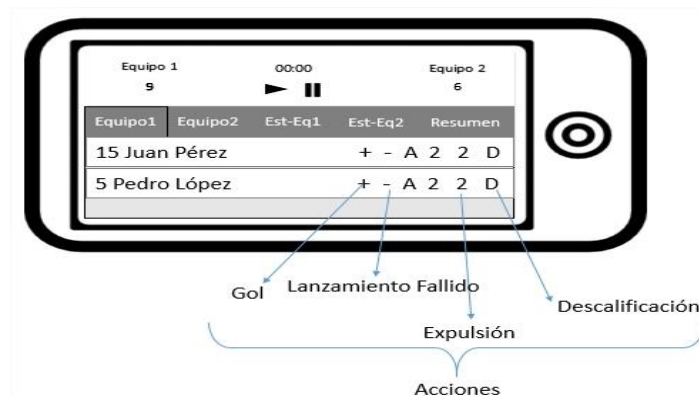 Equipo 1 00:00 Equipo 2
9 6
Equipo1 Equipo2 Est-Eq1 Est-Eq2 Resumen
15 Juan Pérez + - A 2 2 D
5 Pedro López + - A 2 2 D
Gol Lanzamiento Fallido
Descalificación
Expulsión
Acciones